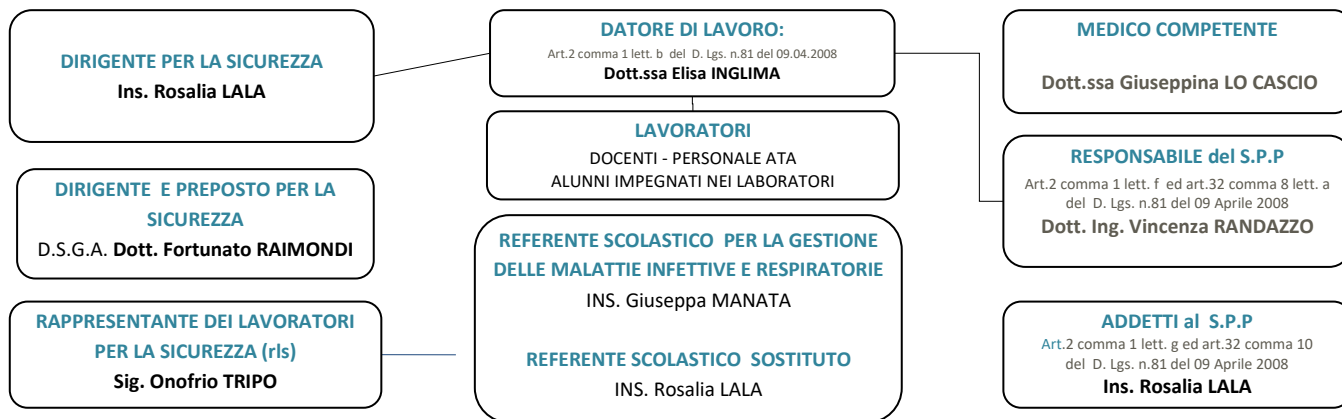 DIRIGENTE PER LA SICUREZZA
Ins. Rosalia LALA
DIRIGENTE E PREPOSTO PER LA
SICUREZZA
D.S.G.A. Dott. Fortunato RAIMONDI
RAPPRESENTANTE DEI LAVORATORI
PER LA SICUREZZA (rls)
Sig. Onofrio TRIPO
DATORE DI LAVORO:
Art.2 comma 1 lett. b del D. Lgs. n.81 del 09.04.2008
Dott.ssa Elisa INGLIMA
LAVORATORI
DOCENTI - PERSONALE ATA
ALUNNI IMPEGNATI NEI LABORATORI
REFERENTE SCOLASTICO PER LA GESTIONE
DELLE MALATTIE INFETTIVE E RESPIRATORIE
INS. Giuseppa MANATA
REFERENTE SCOLASTICO SOSTITUTO
INS. Rosalia LALA
MEDICO COMPETENTE
Dott.ssa Giuseppina LO CASCIO
RESPONSABILE del S.P.P
Art.2 comma 1 lett. f ed art.32 comma 8 lett. a
del D. Lgs. n.81 del 09 Aprile 2008
Dott. Ing. Vincenza RANDAZZO
ADDETTI al S.P.P
Art.2 comma 1 lett. g ed art.32 comma 10
del D. Lgs. n.81 del 09 Aprile 2008
Ins. Rosalia LALA